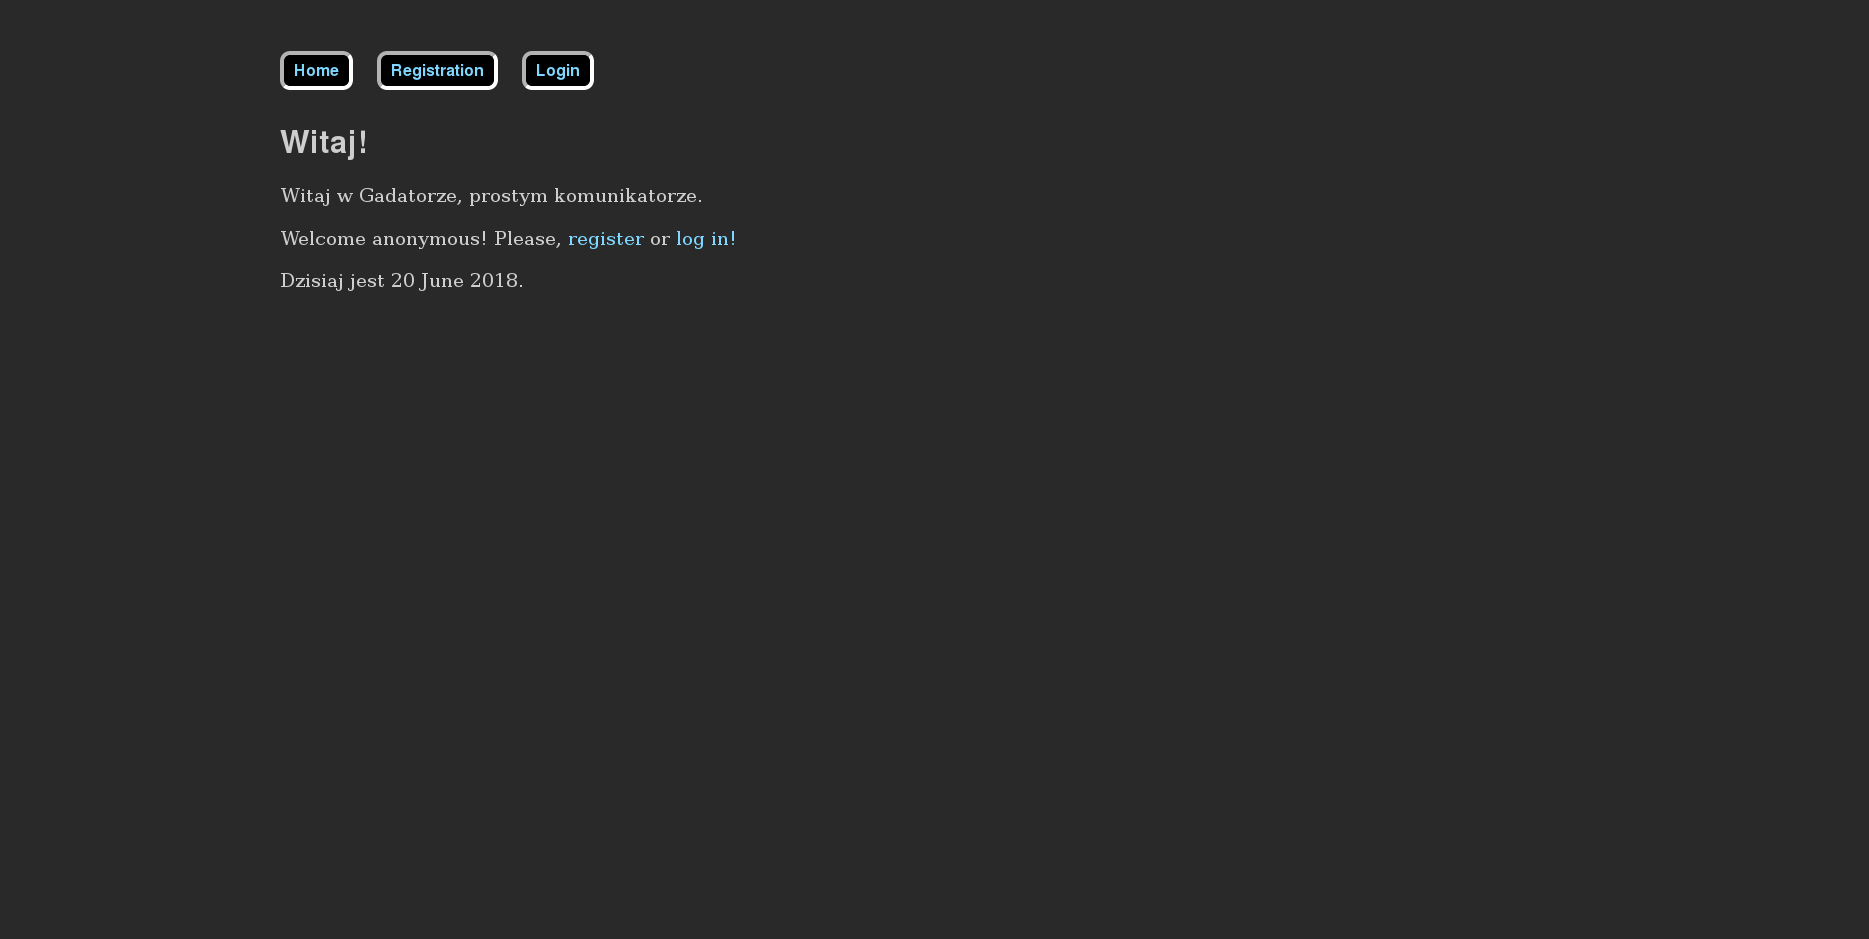 Home Registration Login
Witaj!
Witaj w Gadatorze, prostym komunikatorze.
Welcome anonymous! Please, register or log in!
Dzisiaj jest 20 June 2018.